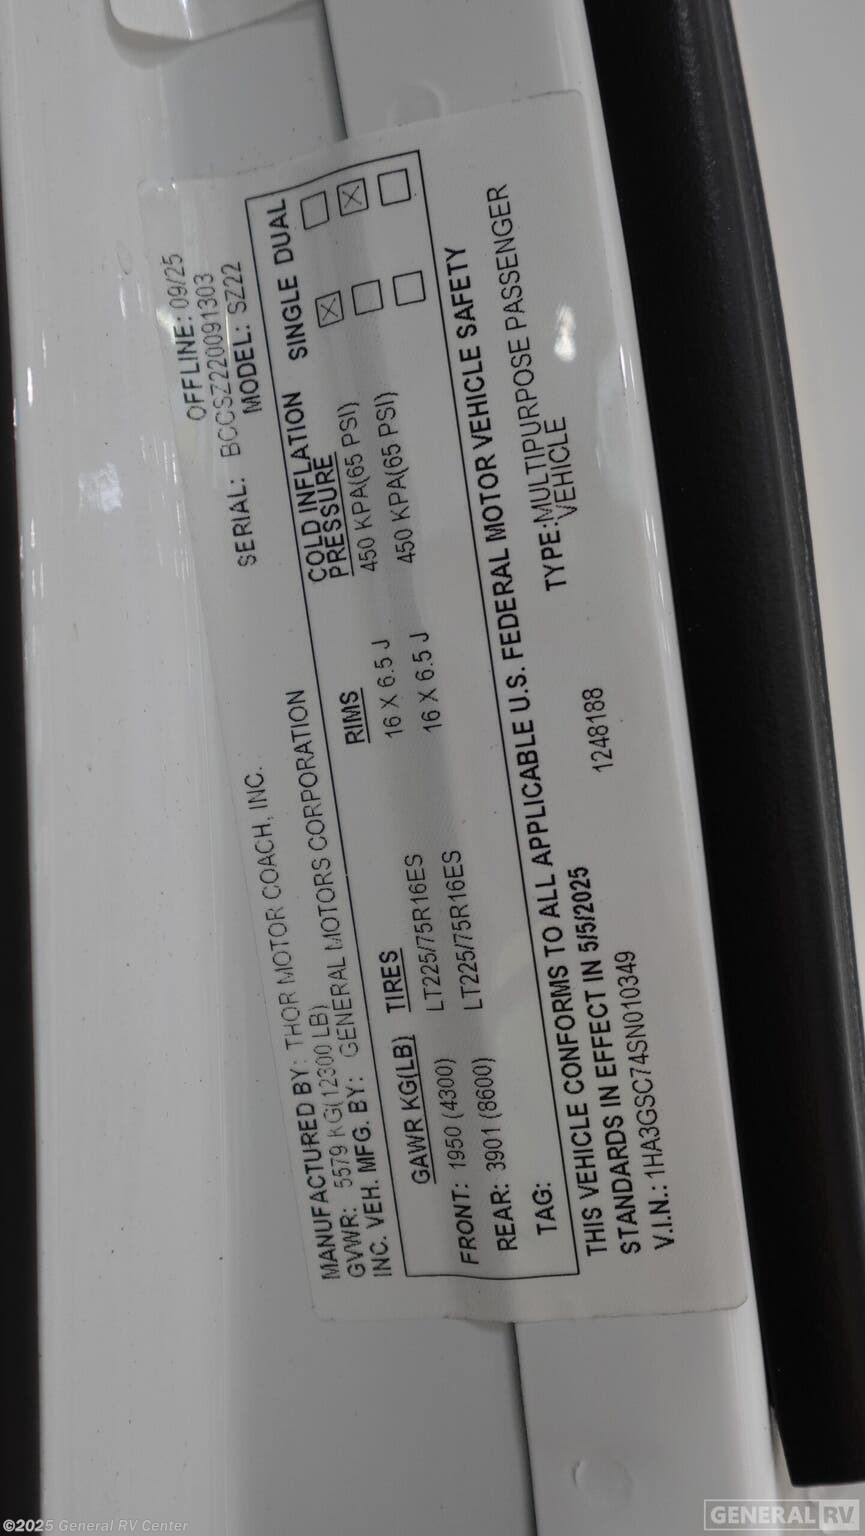 OFFLINE: 09/25
SERIAL: BCCSZ220091303
MODEL: SZ22
MANUFACTURED BY: THOR MOTOR COACH, INC.
GVWR: 5579 KG(12300 LB)
INC. VEH. MFG. BY: GENERAL MOTORS CORPORATION
GAWR KG(LB) TIRES RIMS COLD INFLATION PRESSURE SINGLE DUAL
FRONT: 1950 (4300) LT225/75R16ES 16 X 6.5 J 450 KPA(65 PSI)
REAR: 3901 (8600) LT225/75R16ES 16 X 6.5 J 450 KPA(65 PSI)
TAG:
THIS VEHICLE CONFORMS TO ALL APPLICABLE U.S. FEDERAL MOTOR VEHICLE SAFETY
STANDARDS IN EFFECT IN 5/5/2025
TYPE:MULTIPURPOSE PASSENGER
VEHICLE
V.I.N.: 1HA3GSC74SN010349
1248188
©2025 General RV Center
GENERAL RV